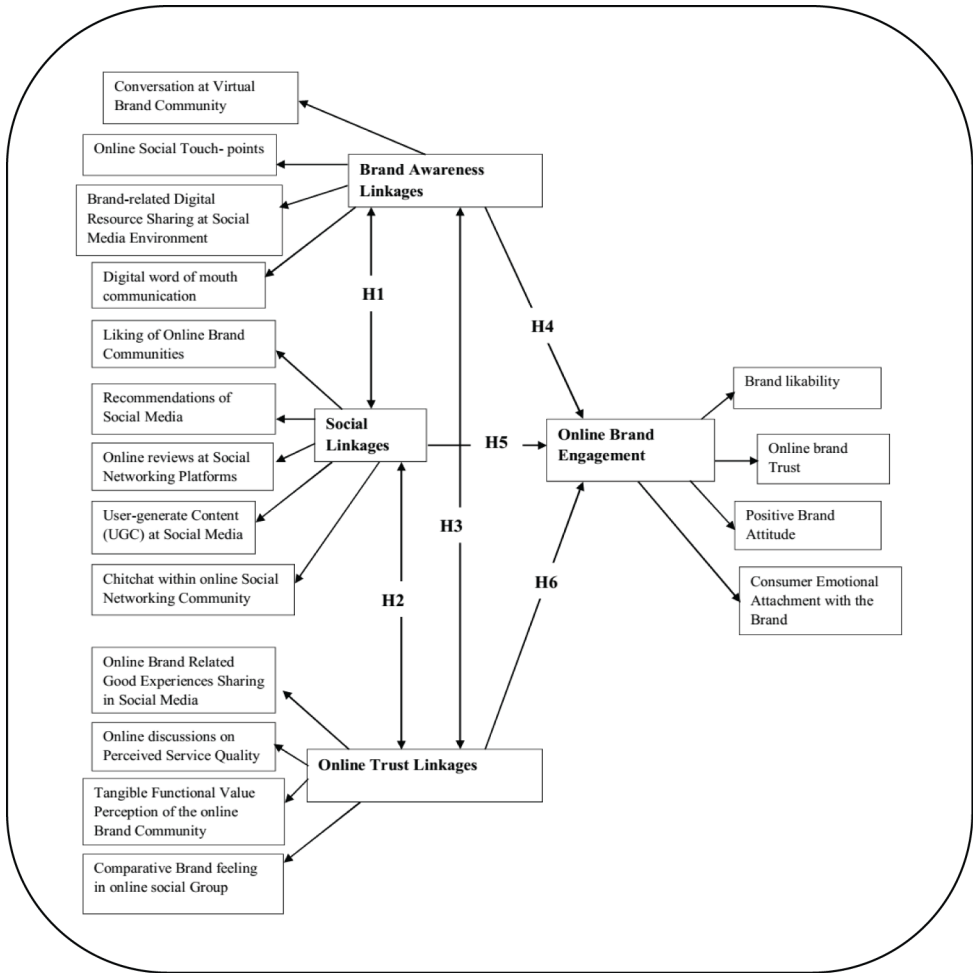 Conversation at Virtual
Brand Community
Online Social Touch- points
Brand Awareness
Linkages
Brand-related Digital
Resource Sharing at Social
Media Environment
Digital word of mouth
communication
H1
H4
Liking of Online Brand
Communities
Recommendations of
Social Media
Social
Linkages
Online reviews at Social
Networking Platforms
User-generate Content
(UGC) at Social Media
Chitchat within online Social
Networking Community
H5
H3
H2
H6
Online Brand
Engagement
Brand likability
Online brand
Trust
Positive Brand
Attitude
Consumer Emotional
Attachment with the
Brand
Online Brand Related
Good Experiences Sharing
in Social Media
Online discussions on
Perceived Service Quality
Online Trust Linkages
Tangible Functional Value
Perception of the online
Brand Community
Comparative Brand feeling
in online social Group